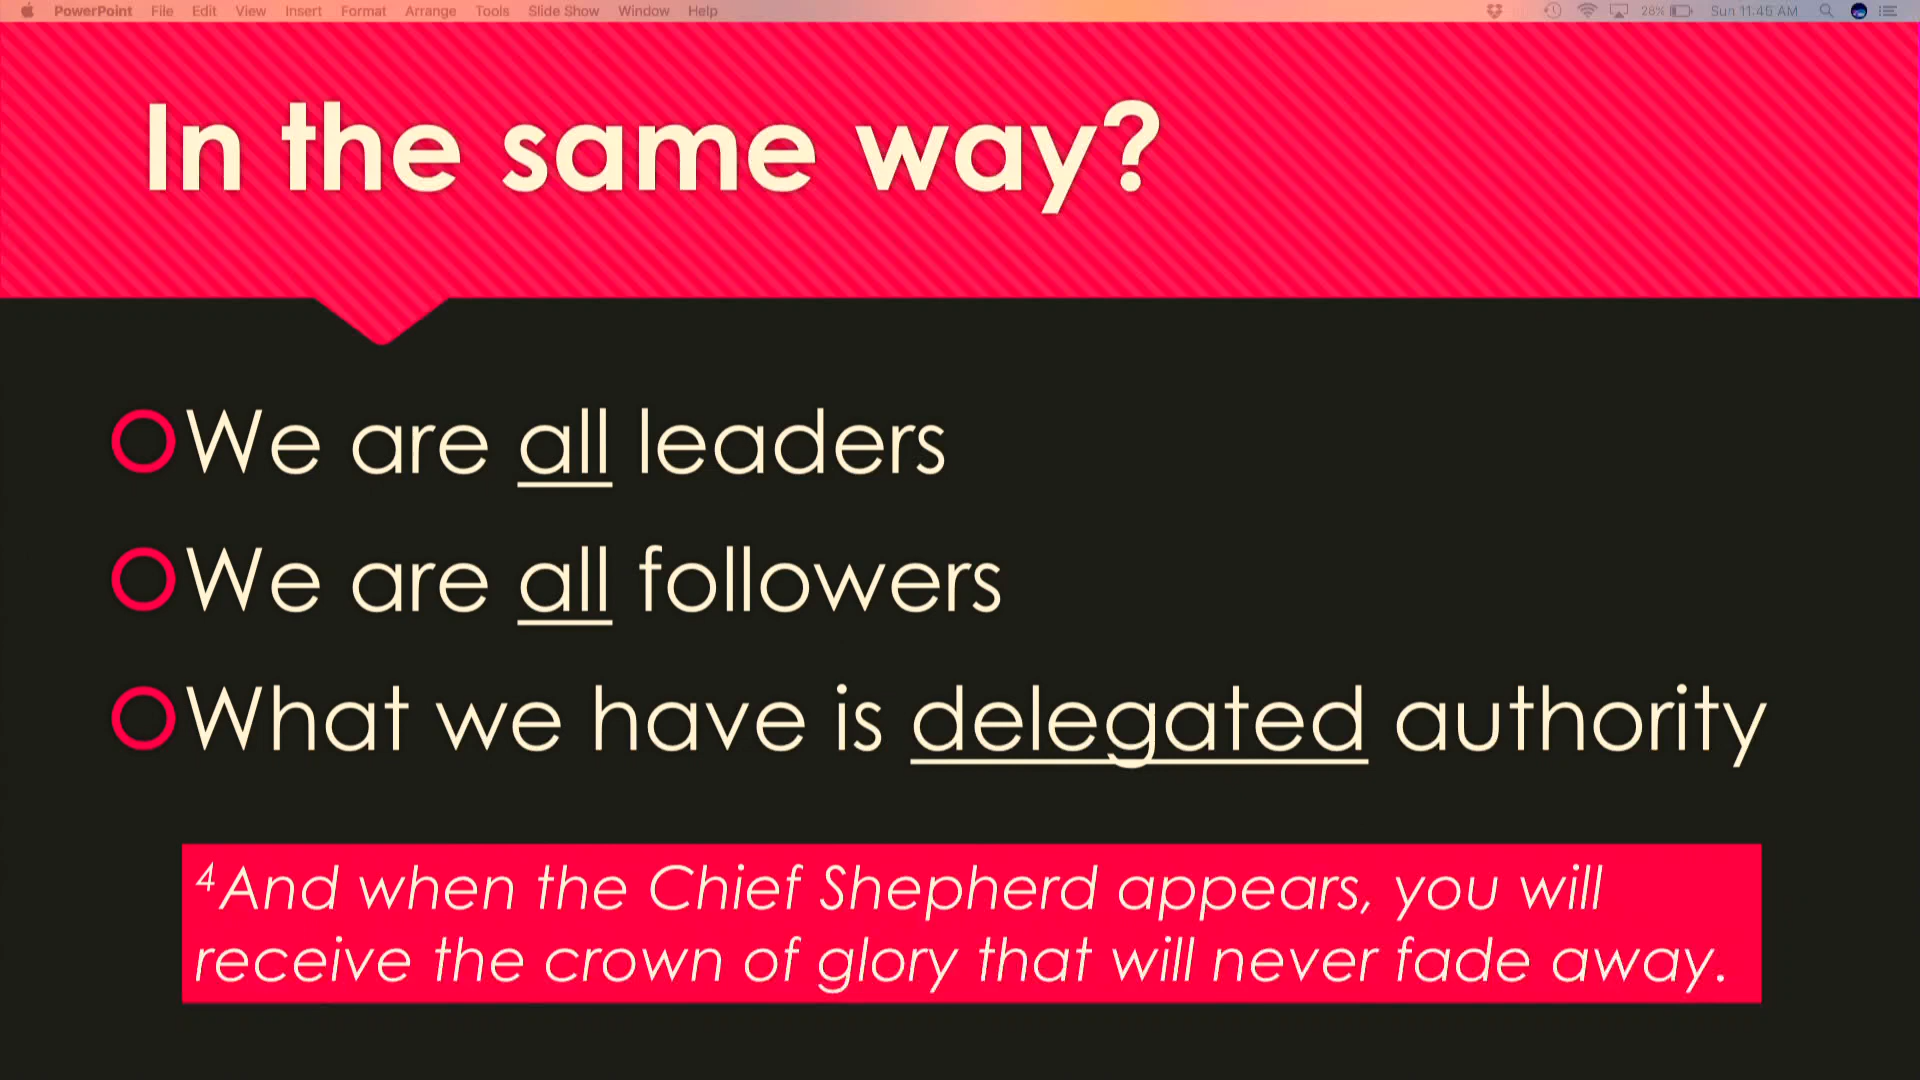 PowerPoint File Edit View Insert Format Arrange Tools Slide Show Window Help 28% Sun 11:45 AM
In the same way?
We are all leaders
We are all followers
What we have is delegated authority
4And when the Chief Shepherd appears, you will
receive the crown of glory that will never fade away.